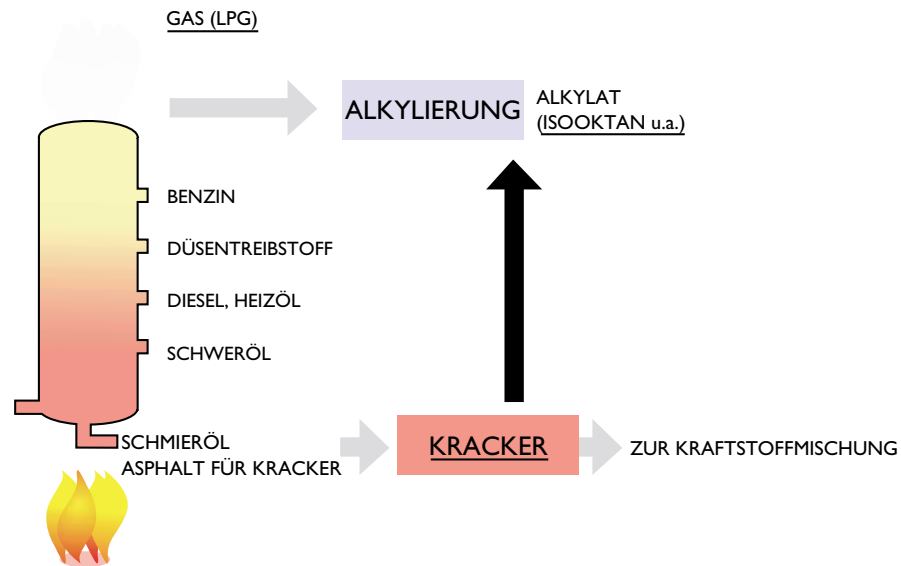 GAS (LPG)
ALKYLIERUNG
ALKYLAT
(ISOOKTAN u.a.)
BENZIN
DÜSENTREIBSTOFF
DIESEL, HEIZÖL
SCHWERÖL
SCHMIERÖL
ASPHALT FÜR KRACKER
KRACKER
ZUR KRAFTSTOFFMISCHUNG